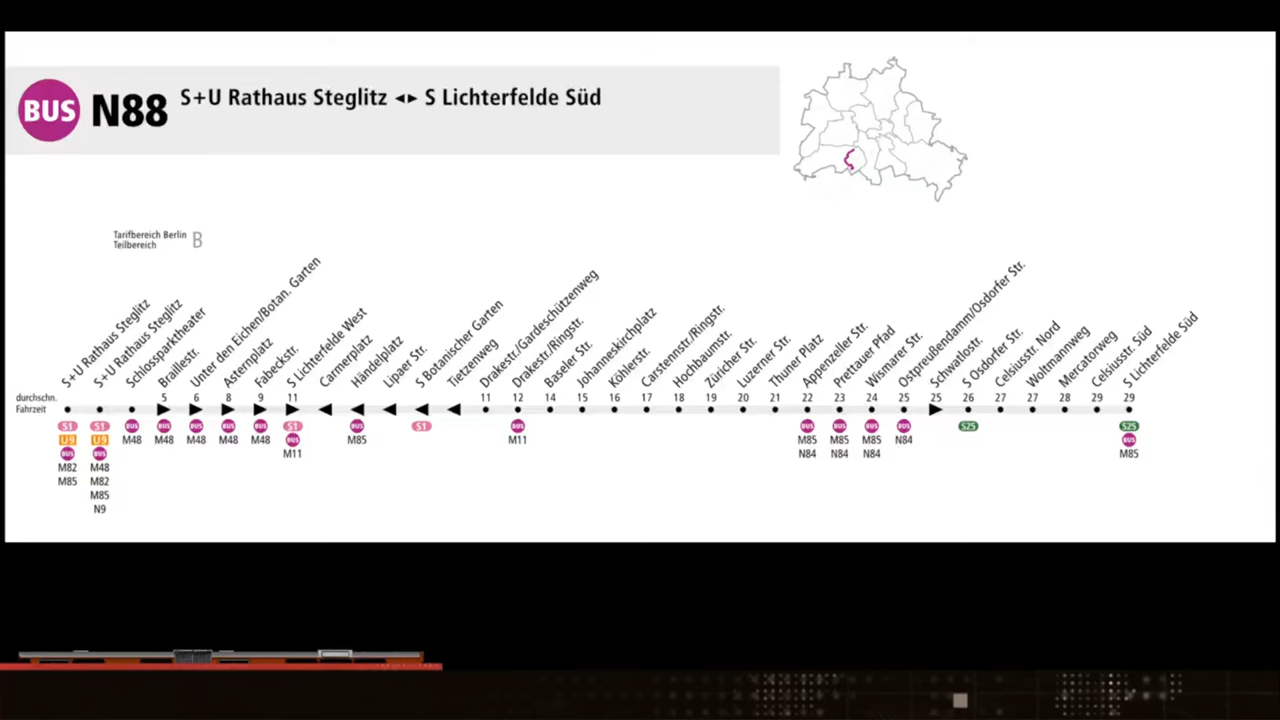 BUS N88 S+U Rathaus Steglitz ◂▸ S Lichterfelde Süd
Tarifbereich Berlin
Teilbereich B
S+U Rathaus Steglitz
S+U Rathaus Steglitz
Schlossparktheater
Braillestr.
Unter den Eichen/Botan. Garten
Asternplatz
Fabeckstr.
S Lichterfelde West
Carmerplatz
Händelplatz
Lipaer Str.
S Botanischer Garten
Tietzenweg
Drakestr./Gardeschützenweg
Drakestr./Ringstr.
Baseler Str.
Johanneskirchplatz
Köhlerstr.
Carstennstr./Ringstr.
Hochbaumstr.
Züricher Str.
Luzerner Str.
Thuner Platz
Appenzeller Str.
Prettauer Pfad
Wismarer Str.
Ostpreußendamm/Osdorfer Str.
Schwatlostr.
S Osdorfer Str.
Celsiusstr. Nord
Woltmannweg
Mercatorweg
Celsiusstr. Süd
S Lichterfelde Süd
durchschn. 5 6 8 9 11 11 12 14 15 16 17 18 19 20 21 22 23 24 25 25 26 27 27 28 29 29
Fahrzeit
S1 S1 BUS BUS BUS BUS BUS S1 BUS S1 BUS BUS BUS BUS BUS S25 S25
U9 U9 M48 M48 M48 M48 M48 BUS M85 M11 M85 M85 M85 N84 BUS
BUS BUS M11 N84 N84 N84 M85
M82 M48
M85 M82
M85
N9